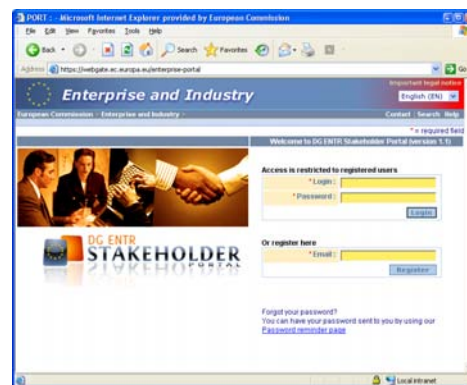 PORT : - Microsoft Internet Explorer provided by European Commission
File Edit View Favorites Tools Help
Back Search Favorites
Address https://webgate.ec.europa.eu/enterprise-portal Go
Important legal notice
Enterprise and Industry
English (EN)
European Commission > Enterprise and Industry >
Contact | Search Help
* = required field
Welcome to DG ENTR Stakeholder Portal (version 1.1)
Access is restricted to registered users
* Login :
* Password :
Login
DG ENTR
STAKEHOLDER
PORTAL
Or register here
* Email :
Register
Forgot your password?
You can have your password sent to you by using our
Password reminder page
Local intranet